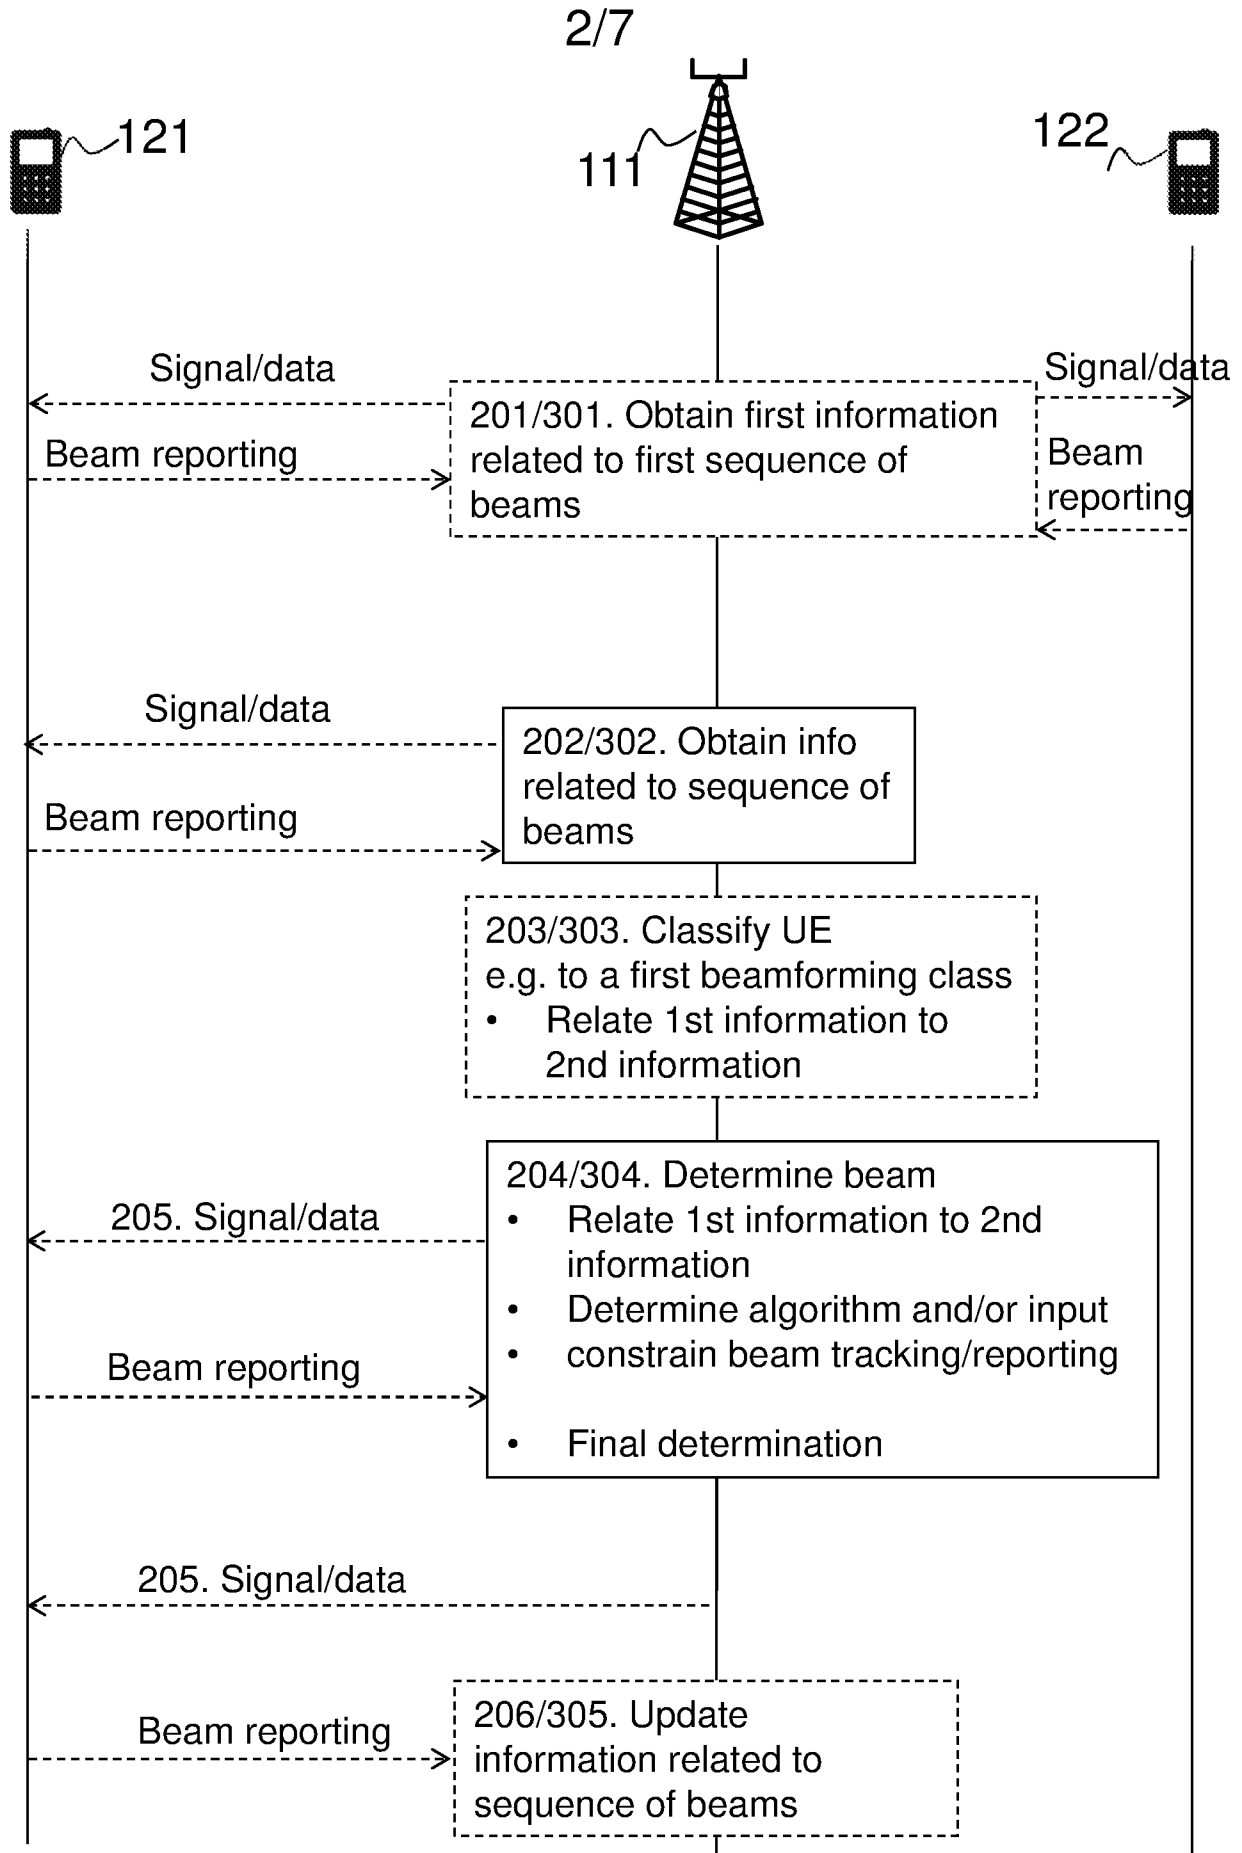 2/7
121
111
122
Signal/data
Signal/data
201/301. Obtain first information
related to first sequence of
beams
Beam reporting
Beam
reporting
Signal/data
202/302. Obtain info
related to sequence of
beams
Beam reporting
203/303. Classify UE
e.g. to a first beamforming class
• Relate 1st information to
2nd information
204/304. Determine beam
• Relate 1st information to 2nd
information
• Determine algorithm and/or input
• constrain beam tracking/reporting
• Final determination
205. Signal/data
Beam reporting
205. Signal/data
206/305. Update
information related to
sequence of beams
Beam reporting